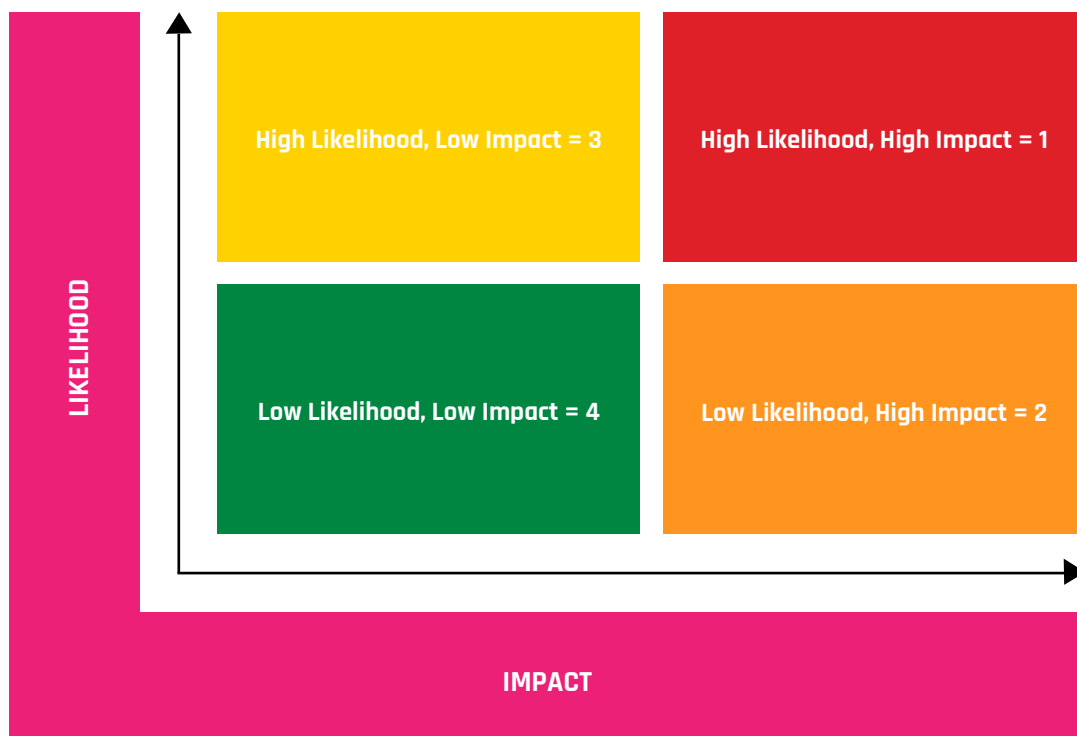 High Likelihood, Low Impact = 3
High Likelihood, High Impact = 1
LIKELIHOOD
Low Likelihood, Low Impact = 4
Low Likelihood, High Impact = 2
IMPACT